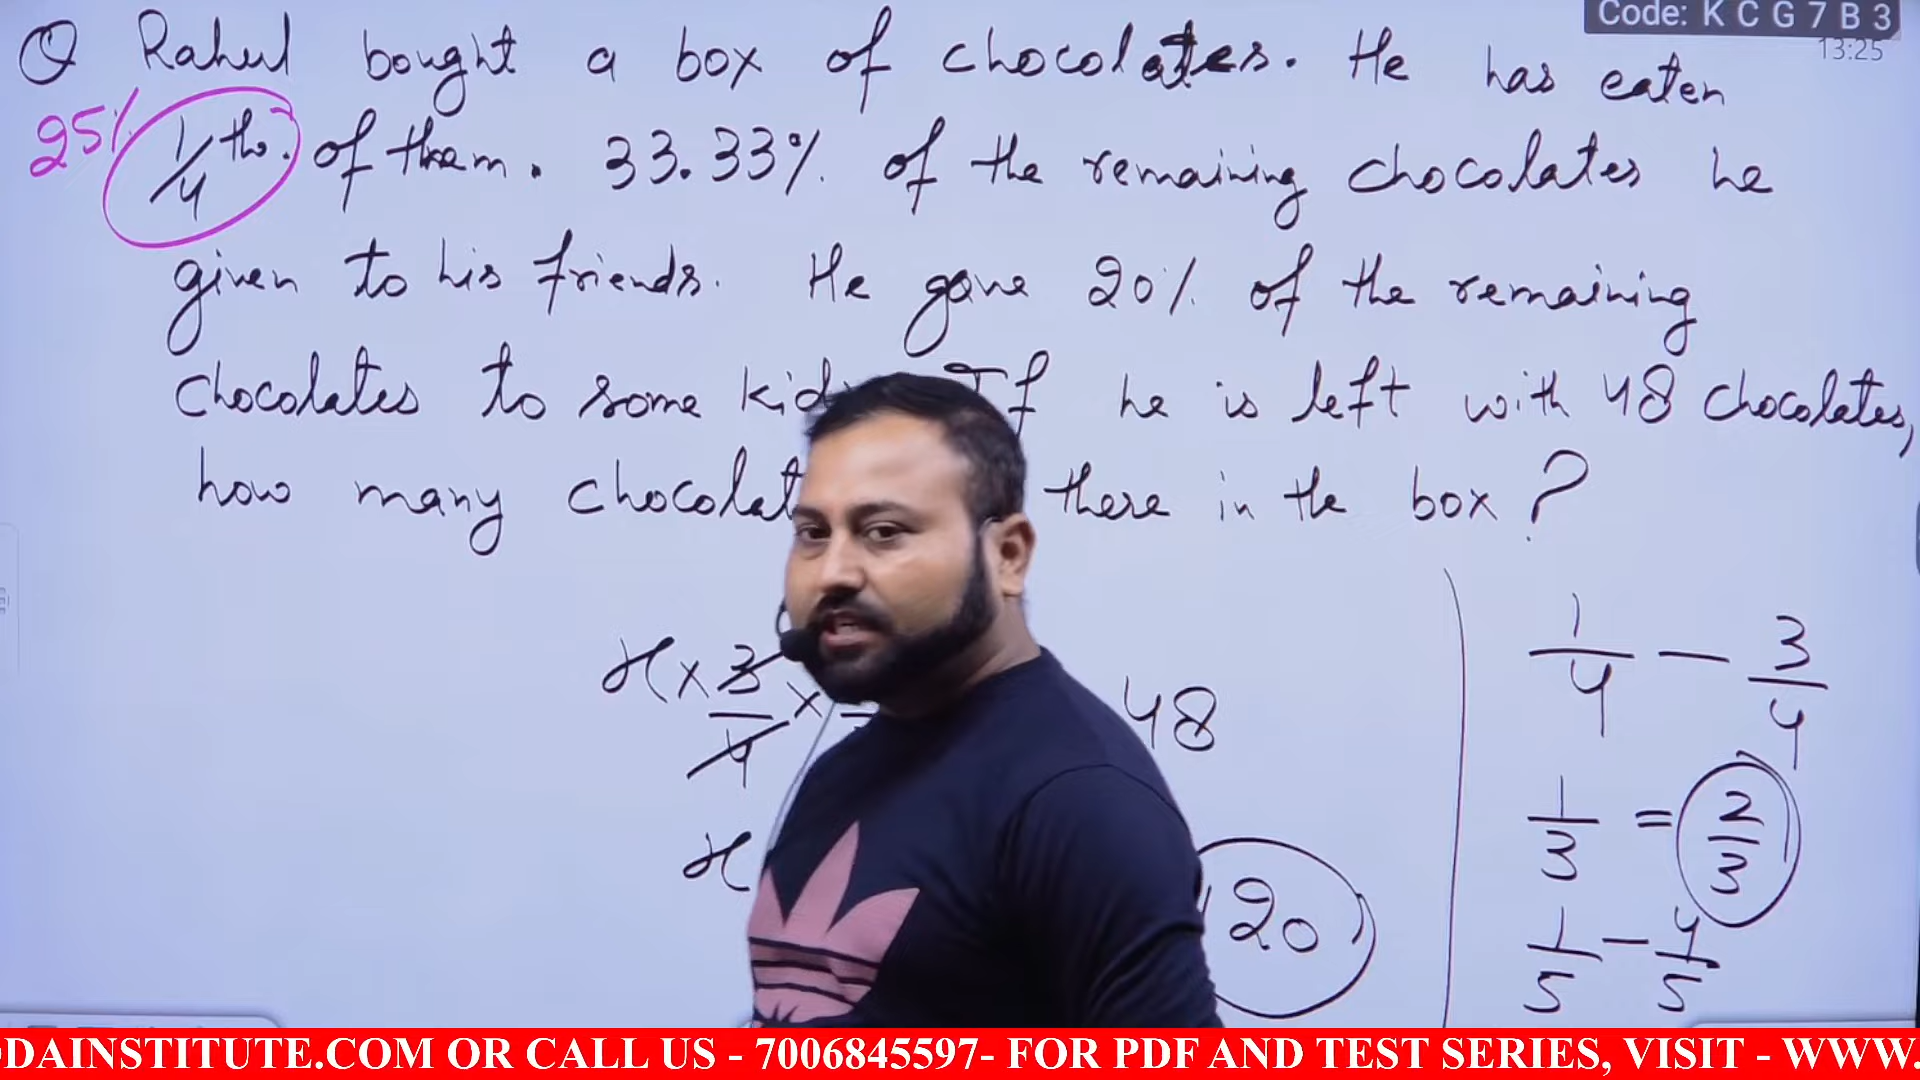 Code: K C G 7 B 3
13:25
Q Rahul bought a box of chocolates. He has eaten
25% 1/4 th. of them. 33.33% of the remaining chocolates he
given to his friends. He gave 20% of the remaining
chocolates to some If he is left with 48 chocolates,
how many there in the box?
x × 3/4 × 48
x 120
1/4 — 3/4
1/3 = 2/3
1/5 — 4/5
DAINSTITUTE.COM OR CALL US - 7006845597- FOR PDF AND TEST SERIES, VISIT - WWW.